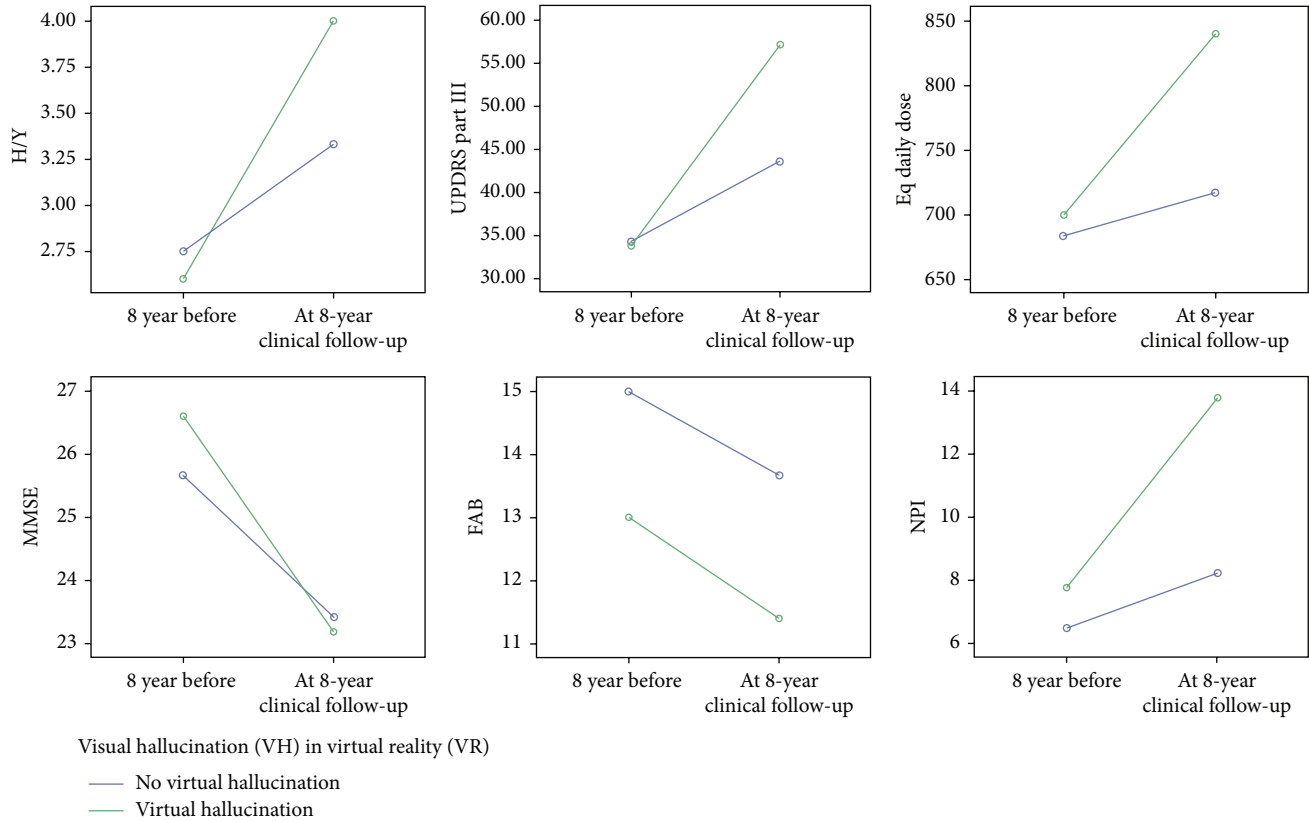 H/Y
4.00
3.75
3.50
3.25
3.00
2.75
8 year before
At 8-year
clinical follow-up
UPDRS part III
60.00
55.00
50.00
45.00
40.00
35.00
30.00
8 year before
At 8-year
clinical follow-up
Eq daily dose
850
800
750
700
650
8 year before
At 8-year
clinical follow-up
MMSE
27
26
25
24
23
8 year before
At 8-year
clinical follow-up
FAB
15
14
13
12
11
8 year before
At 8-year
clinical follow-up
NPI
14
12
10
8
6
8 year before
At 8-year
clinical follow-up
Visual hallucination (VH) in virtual reality (VR)
No virtual hallucination
Virtual hallucination